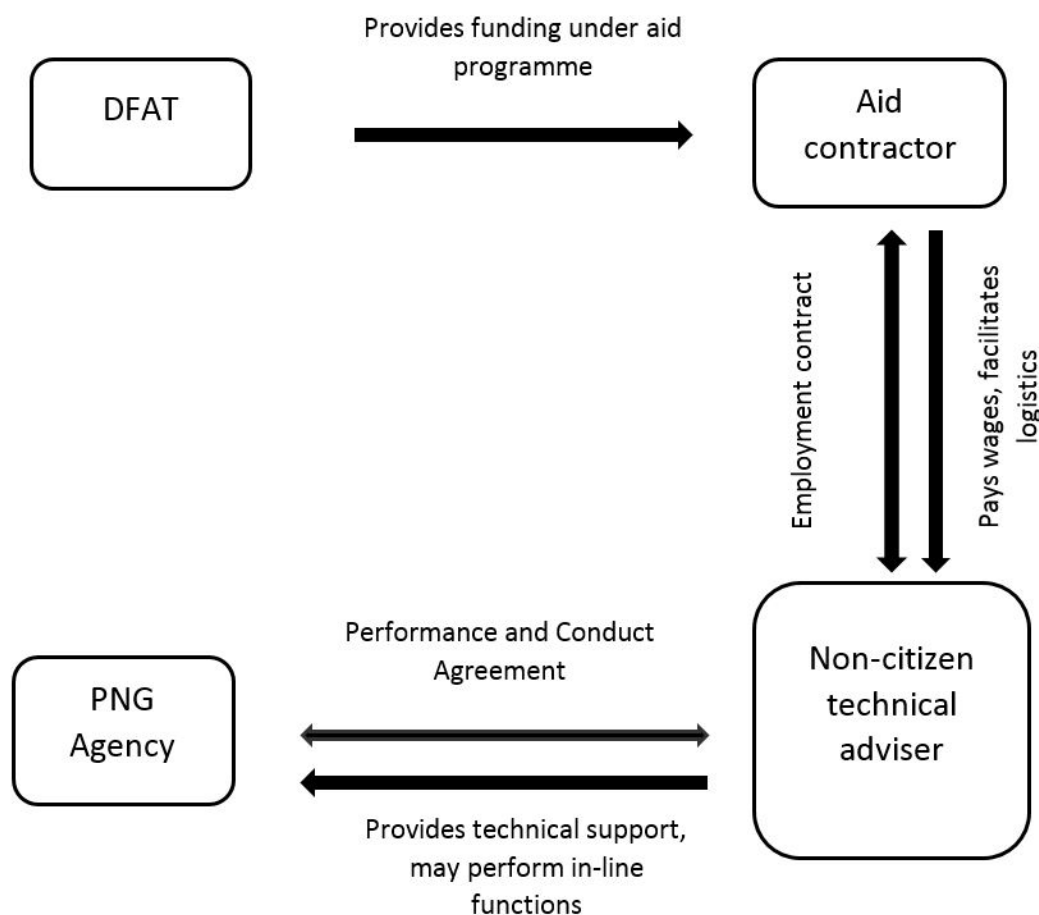 Provides funding under aid
programme
DFAT
Aid
contractor
Employment contract
Pays wages, facilitates
logistics
Performance and Conduct
Agreement
PNG
Agency
Non-citizen
technical
adviser
Provides technical support,
may perform in-line
functions